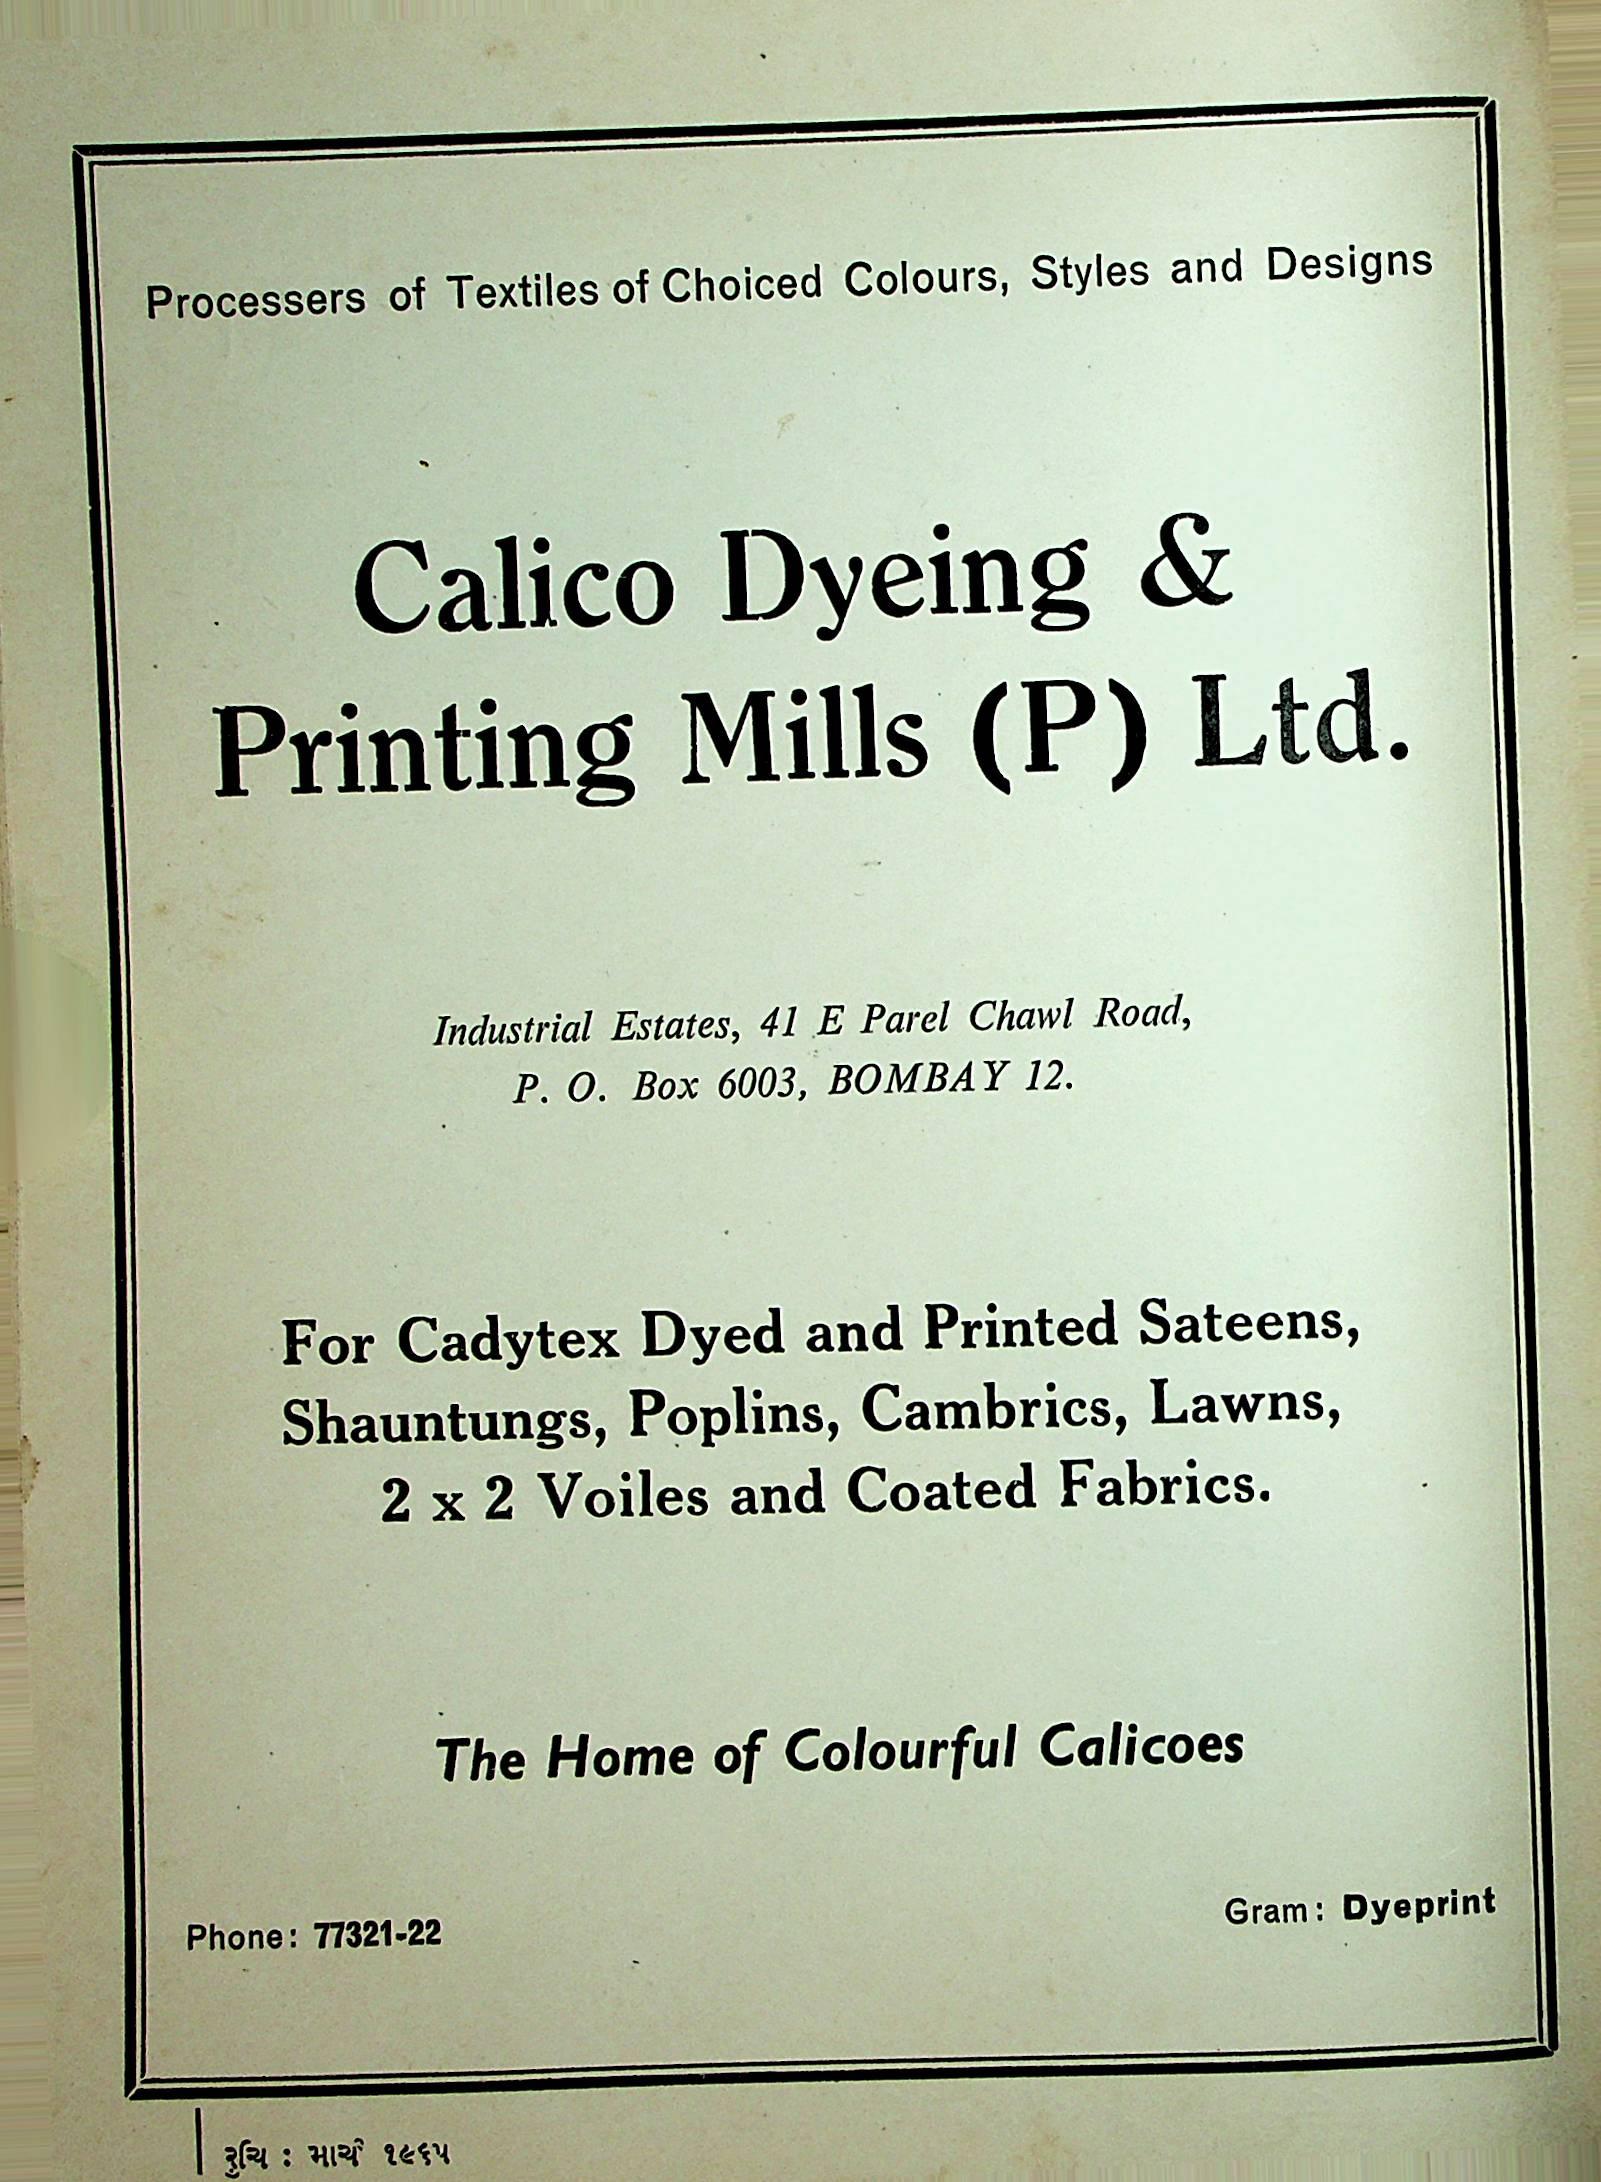 Processers of Textiles of Choiced Colours, Styles and Designs
Calico Dyeing &
Printing Mills (P) Ltd.
Industrial Estates, 41 E Parel Chawl Road,
P. O. Box 6003, BOMBAY 12.
For Cadytex Dyed and Printed Sateens,
Shauntungs, Poplins, Cambrics, Lawns,
2 x 2 Voiles and Coated Fabrics.
The Home of Colourful Calicoes
Phone: 77321-22
Gram: Dyeprint
રુચિ : માર્ચ ૧૯૬૫